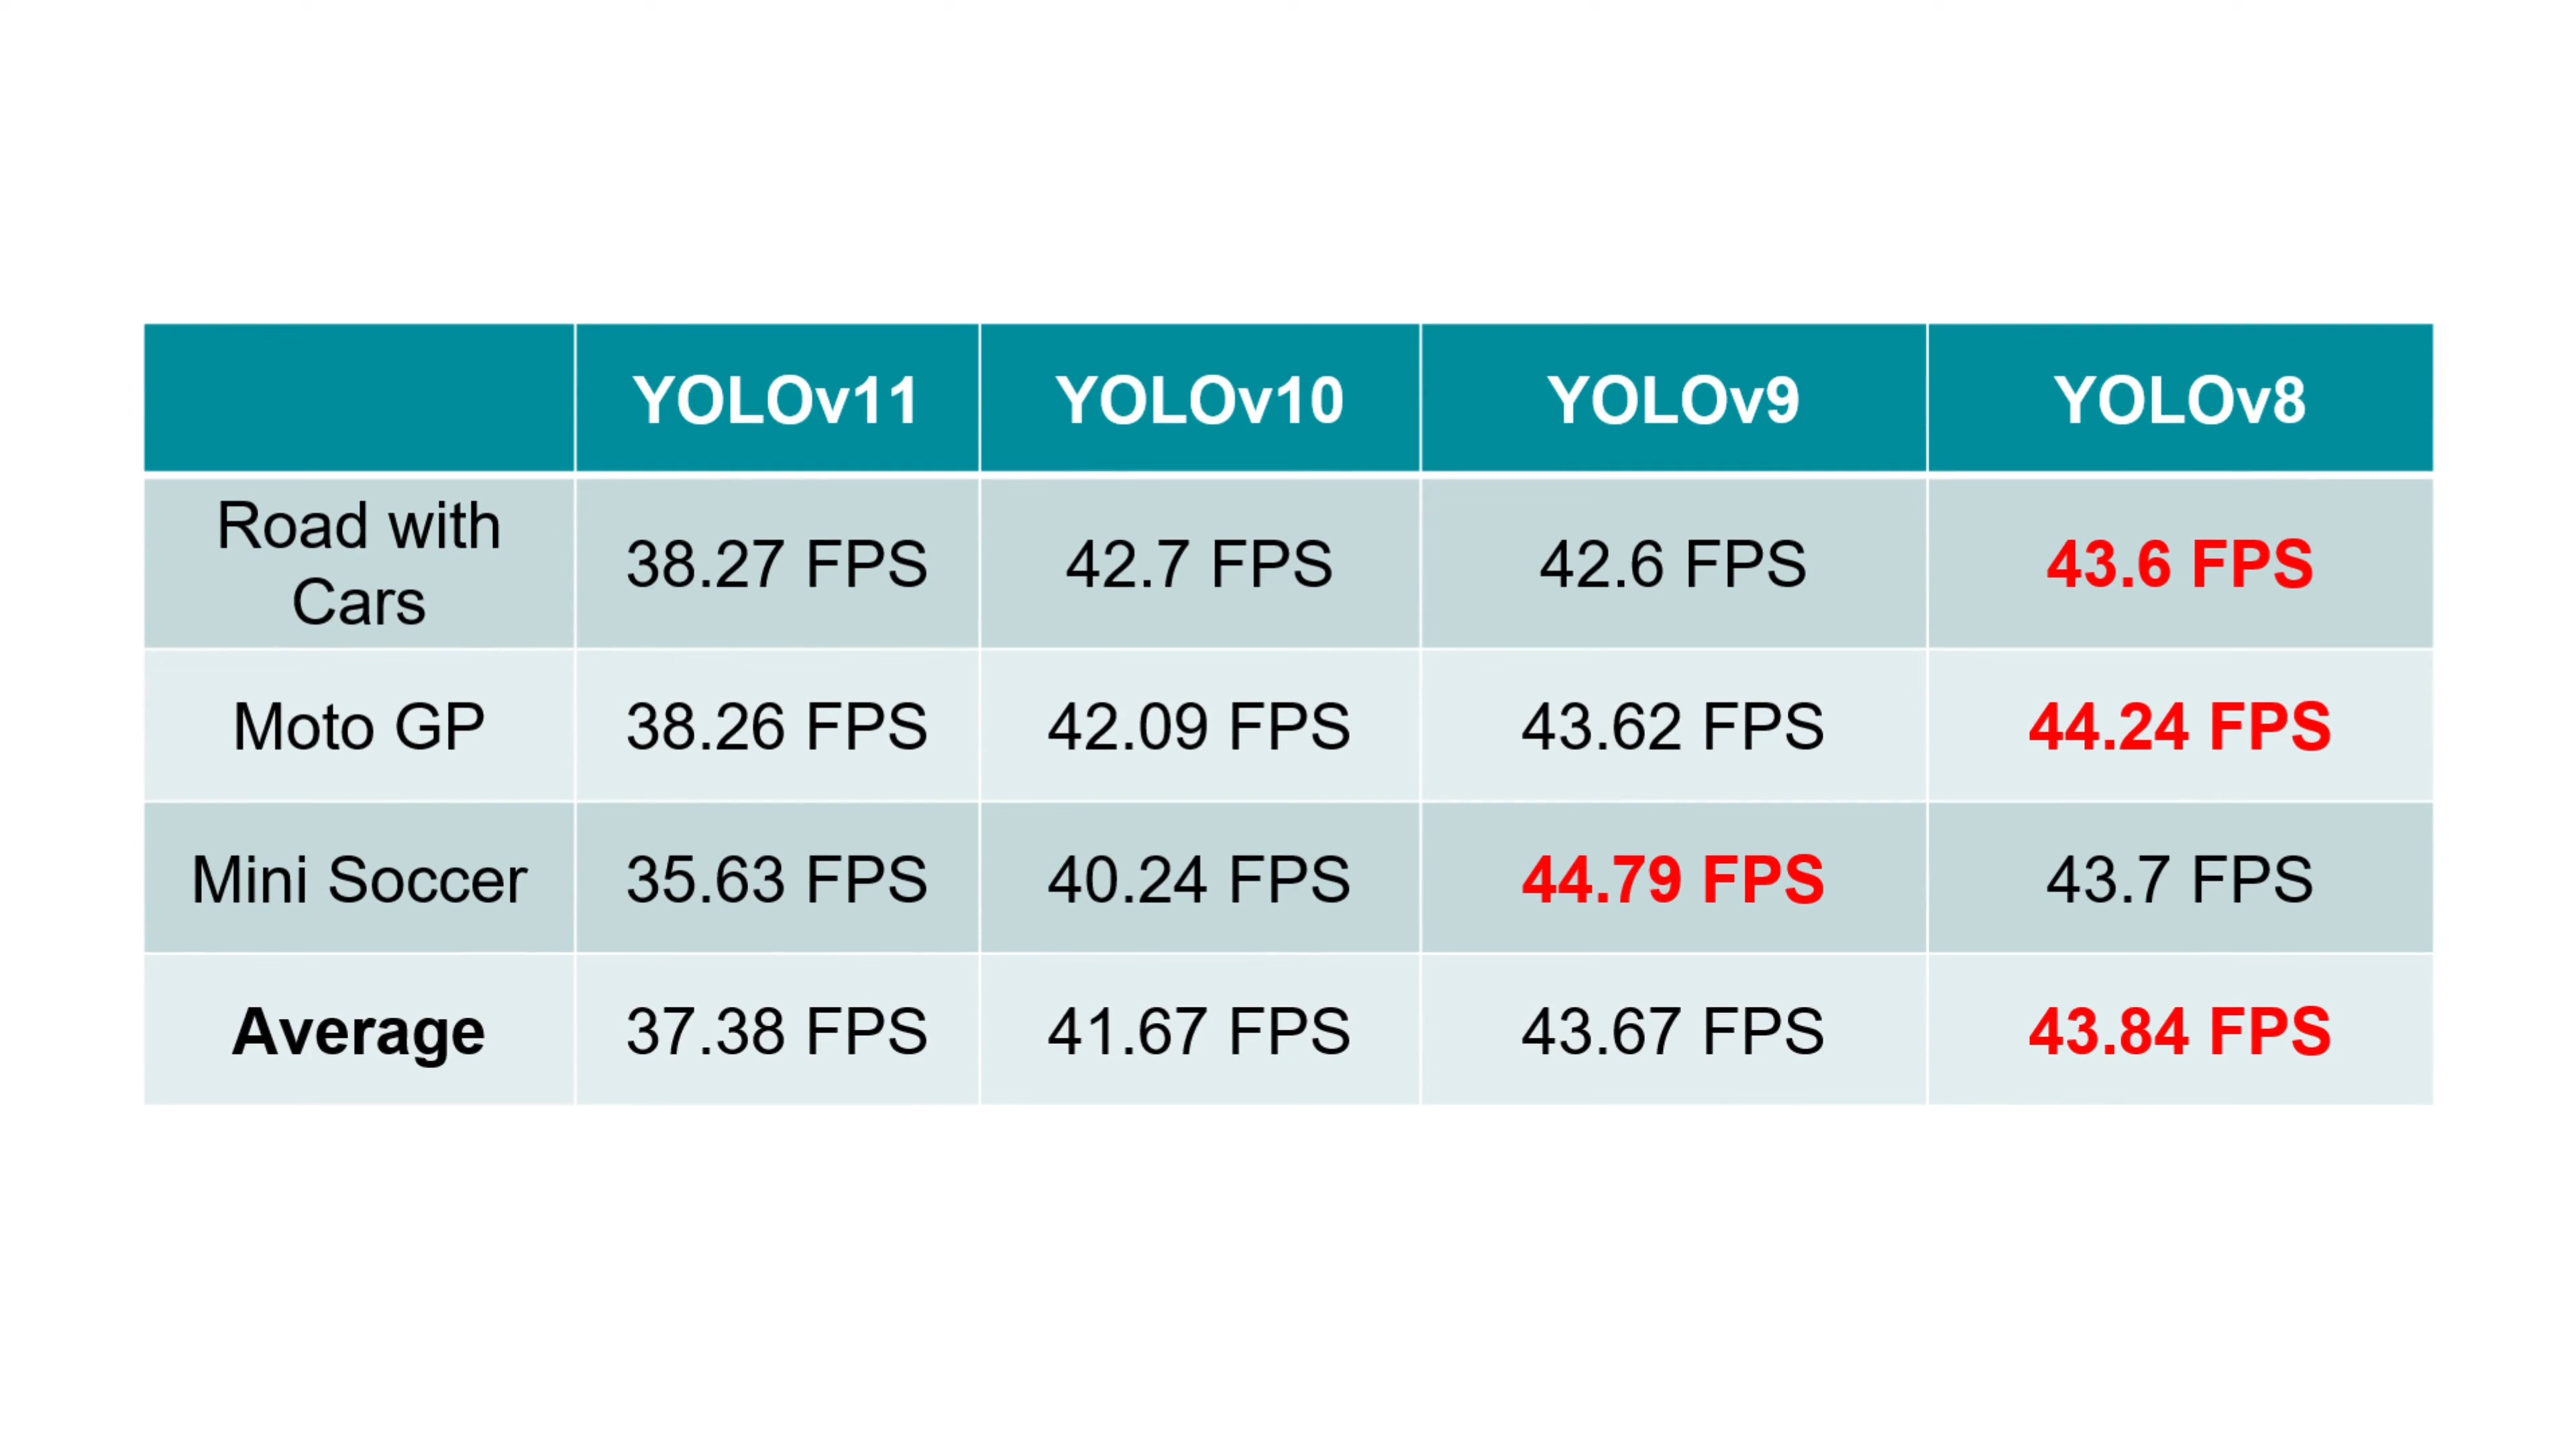 YOLOv11 YOLOv10 YOLOv9 YOLOv8
Road with
Cars
38.27 FPS 42.7 FPS 42.6 FPS 43.6 FPS
Moto GP 38.26 FPS 42.09 FPS 43.62 FPS 44.24 FPS
Mini Soccer 35.63 FPS 40.24 FPS 44.79 FPS 43.7 FPS
Average 37.38 FPS 41.67 FPS 43.67 FPS 43.84 FPS